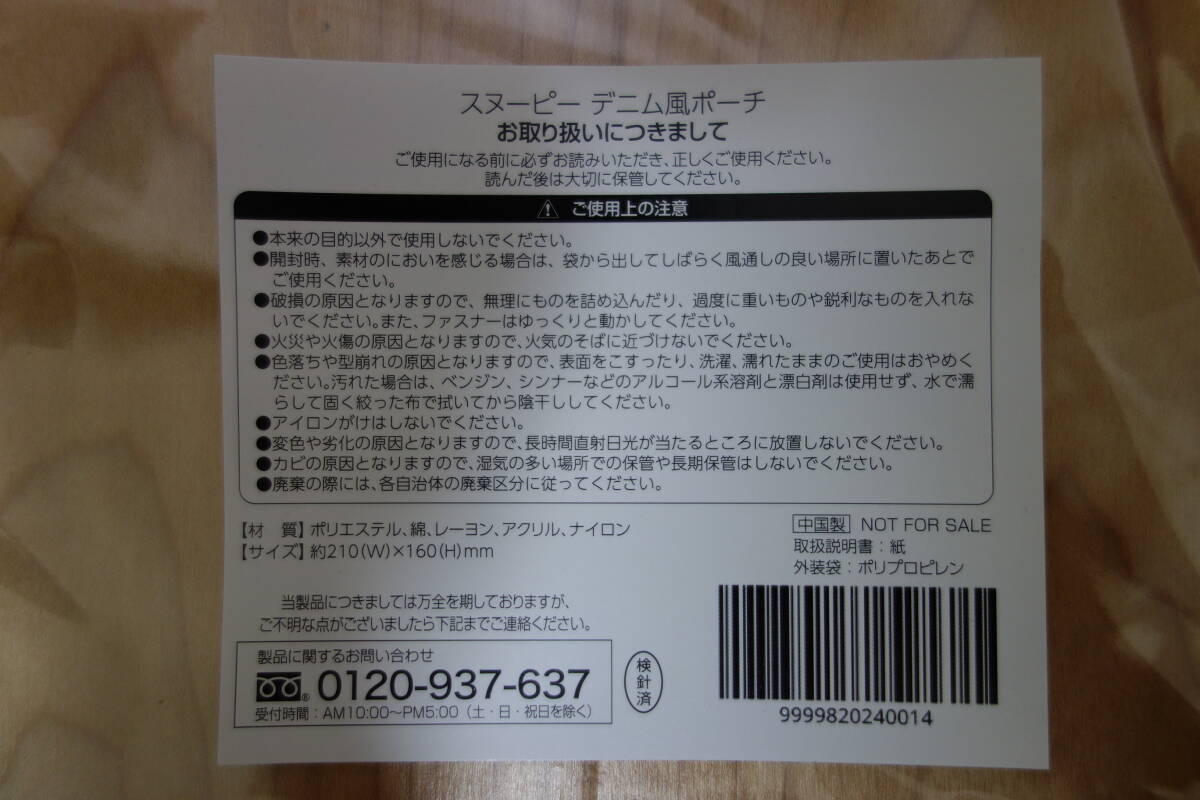 スヌーピー デニム風ポーチ
お取り扱いにつきまして
ご使用になる前に必ずお読みいただき、正しくご使用ください。
読んだ後は大切に保管してください。
ご使用上の注意
●本来の目的以外で使用しないでください。
●開封時、素材のにおいを感じる場合は、袋から出してしばらく風通しの良い場所に置いたあとで
ご使用ください。
●破損の原因となりますので、無理にものを詰め込んだり、過度に重いものや鋭利なものを入れな
いでください。また、ファスナーはゆっくりと動かしてください。
●火災や火傷の原因となりますので、火気のそばに近づけないでください。
●色落ちや型崩れの原因となりますので、表面をこすったり、洗濯、濡れたままのご使用はおやめく
ださい。汚れた場合は、ベンジン、シンナーなどのアルコール系溶剤と漂白剤は使用せず、水で濡
らして固く絞った布で拭いてから陰干ししてください。
●アイロンがけはしないでください。
●変色や劣化の原因となりますので、長時間直射日光が当たるところに放置しないでください。
●カビの原因となりますので、湿気の多い場所での保管や長期保管はしないでください。
●廃棄の際には、各自治体の廃棄区分に従ってください。
【材 質】ポリエステル、綿、レーヨン、アクリル、ナイロン
【サイズ】約210(W)×160(H)mm
中国製 NOT FOR SALE
取扱説明書:紙
外装袋:ポリプロピレン
当製品につきましては万全を期しておりますが、
ご不明な点がございましたら下記までご連絡ください。
製品に関するお問い合わせ
0120-937-637
受付時間:AM10:00〜PM5:00(土・日・祝日を除く)
検針済
9999820240014